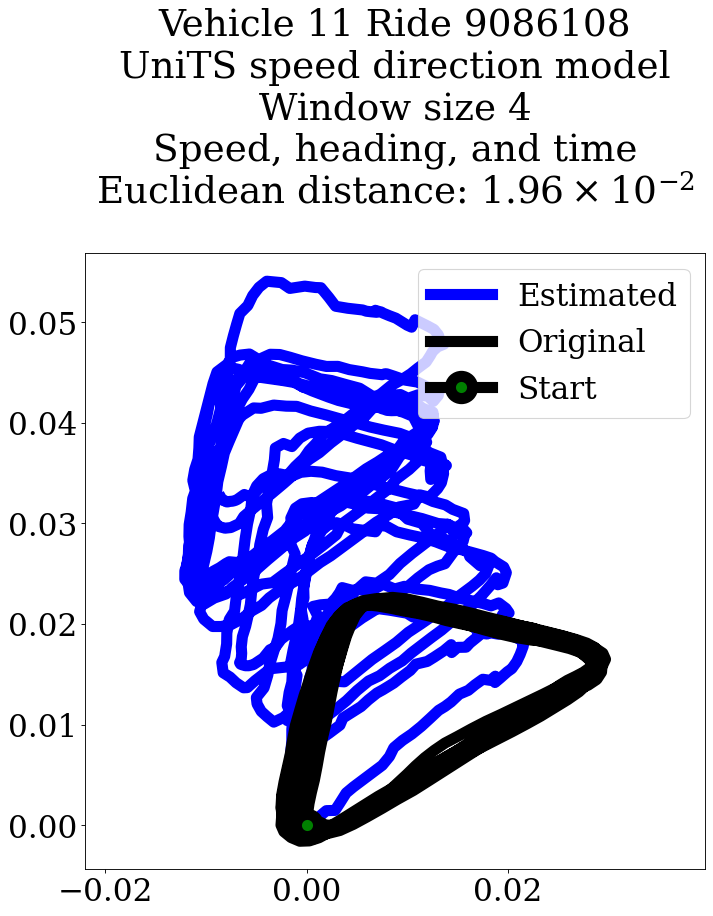 Vehicle 11 Ride 9086108
UniTS speed direction model
Window size 4
Speed, heading, and time
Euclidean distance: 1.96 × 10⁻²
Estimated
Original
Start
0.05
0.04
0.03
0.02
0.01
0.00
−0.02 0.00 0.02